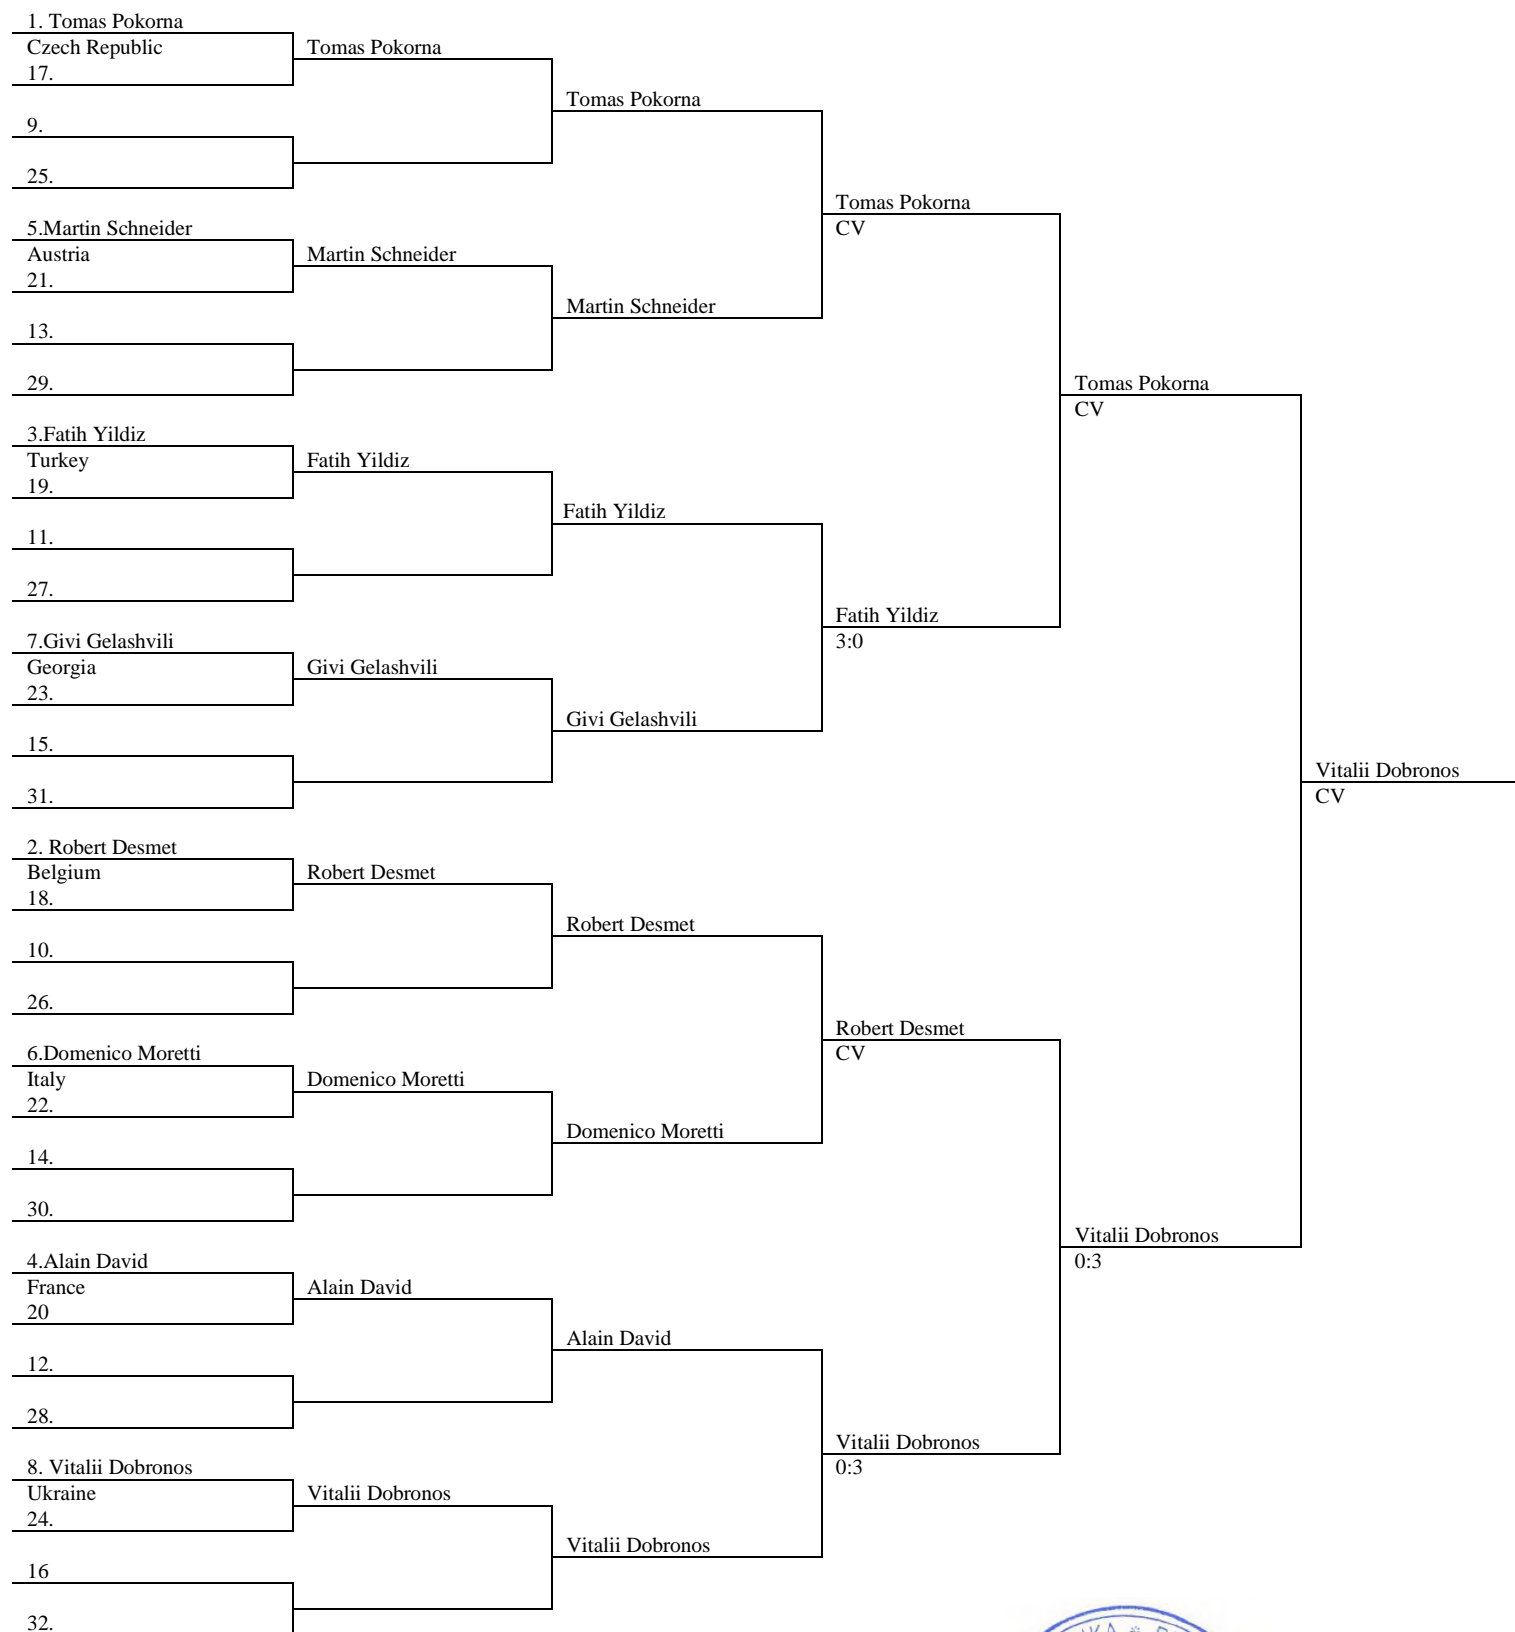 1. Tomas Pokorna
Czech Republic
17.
Tomas Pokorna
9.
25.
Tomas Pokorna
5.Martin Schneider
Austria
21.
Martin Schneider
13.
29.
Martin Schneider
Tomas Pokorna
CV
3.Fatih Yildiz
Turkey
19.
Fatih Yildiz
11.
27.
Fatih Yildiz
7.Givi Gelashvili
Georgia
23.
Givi Gelashvili
15.
31.
Givi Gelashvili
Fatih Yildiz
3:0
Tomas Pokorna
CV
2. Robert Desmet
Belgium
18.
Robert Desmet
10.
26.
Robert Desmet
6.Domenico Moretti
Italy
22.
Domenico Moretti
14.
30.
Domenico Moretti
Robert Desmet
CV
4.Alain David
France
20
Alain David
12.
28.
Alain David
8. Vitalii Dobronos
Ukraine
24.
Vitalii Dobronos
16
32.
Vitalii Dobronos
Vitalii Dobronos
0:3
Vitalii Dobronos
0:3
Vitalii Dobronos
CV